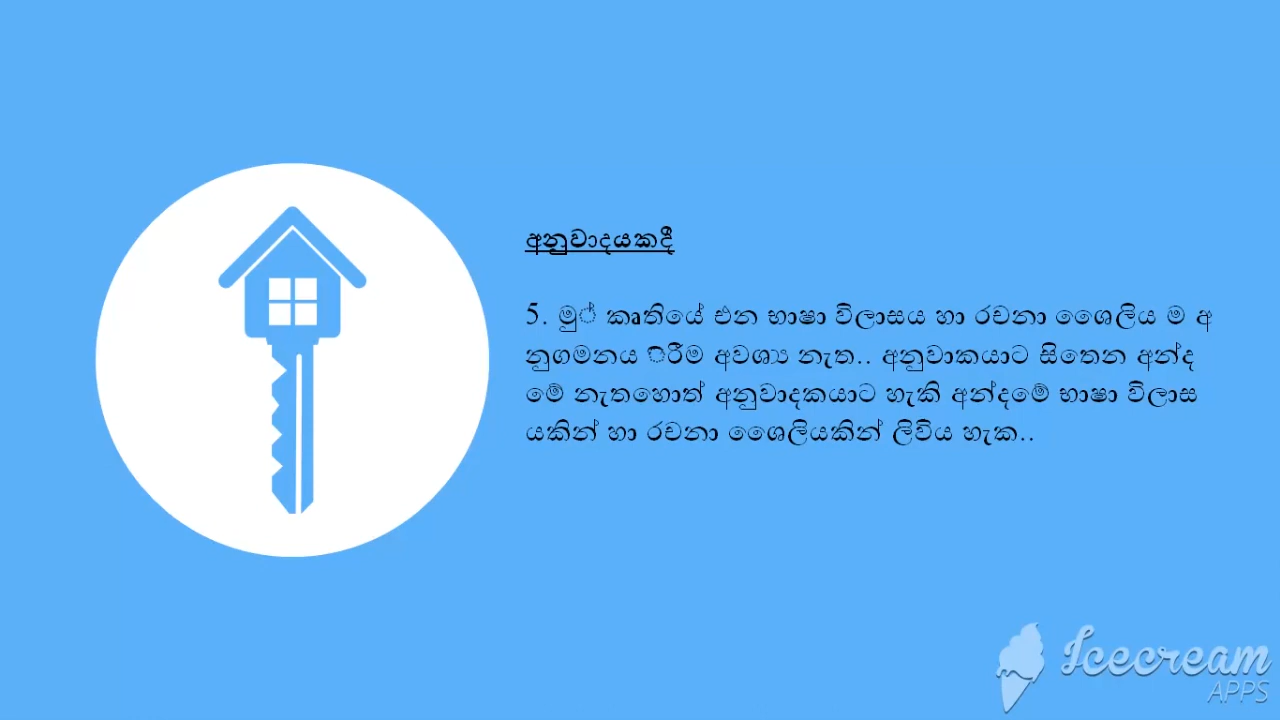 අනුවාදයකදී
5. මු් කෘතියේ එන භාෂා විලාසය හා රචනා ශෛලිය ම අ
නුගමනය ිරීම අවශ්‍ය නැත.. අනුවාකයාට සිතෙන අන්ද
මේ නැතහොත් අනුවාදකයාට හැකි අන්දමේ භාෂා විලාස
යකින් හා රචනා ශෛලියකින් ලිවිය හැක..
Icecream
APPS